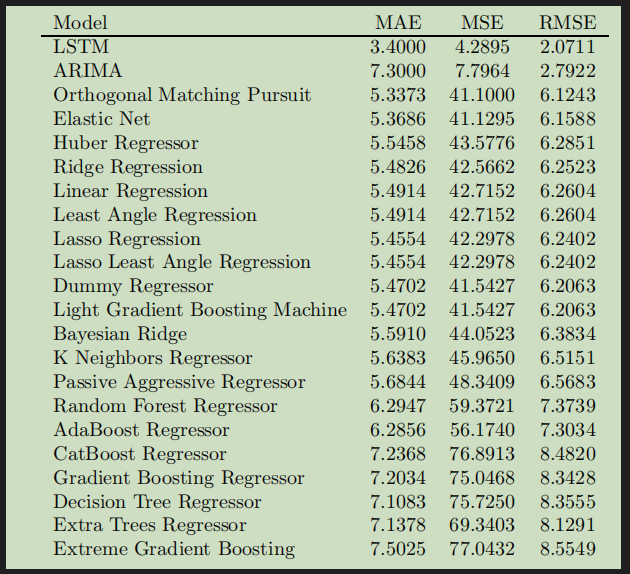 Model MAE MSE RMSE
LSTM 3.4000 4.2895 2.0711
ARIMA 7.3000 7.7964 2.7922
Orthogonal Matching Pursuit 5.3373 41.1000 6.1243
Elastic Net 5.3686 41.1295 6.1588
Huber Regressor 5.5458 43.5776 6.2851
Ridge Regression 5.4826 42.5662 6.2523
Linear Regression 5.4914 42.7152 6.2604
Least Angle Regression 5.4914 42.7152 6.2604
Lasso Regression 5.4554 42.2978 6.2402
Lasso Least Angle Regression 5.4554 42.2978 6.2402
Dummy Regressor 5.4702 41.5427 6.2063
Light Gradient Boosting Machine 5.4702 41.5427 6.2063
Bayesian Ridge 5.5910 44.0523 6.3834
K Neighbors Regressor 5.6383 45.9650 6.5151
Passive Aggressive Regressor 5.6844 48.3409 6.5683
Random Forest Regressor 6.2947 59.3721 7.3739
AdaBoost Regressor 6.2856 56.1740 7.3034
CatBoost Regressor 7.2368 76.8913 8.4820
Gradient Boosting Regressor 7.2034 75.0468 8.3428
Decision Tree Regressor 7.1083 75.7250 8.3555
Extra Trees Regressor 7.1378 69.3403 8.1291
Extreme Gradient Boosting 7.5025 77.0432 8.5549